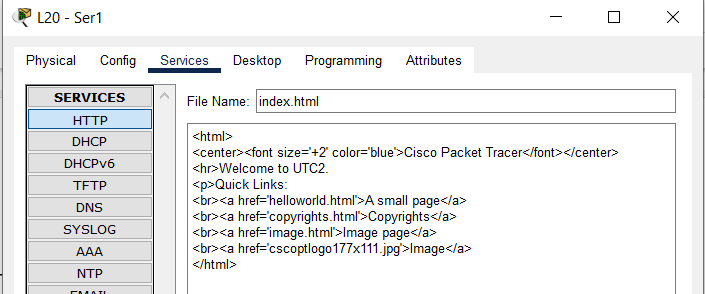 L20 - Ser1
Physical Config Services Desktop Programming Attributes
SERVICES
HTTP
DHCP
DHCPv6
TFTP
DNS
SYSLOG
AAA
NTP
EMAIL
File Name: index.html
<html>
<center><font size='+2' color='blue'>Cisco Packet Tracer</font></center>
<hr>Welcome to UTC2.
<p>Quick Links:
<br><a href='helloworld.html'>A small page</a>
<br><a href='copyrights.html'>Copyrights</a>
<br><a href='image.html'>Image page</a>
<br><a href='cscoptlogo177x111.jpg'>Image</a>
</html>